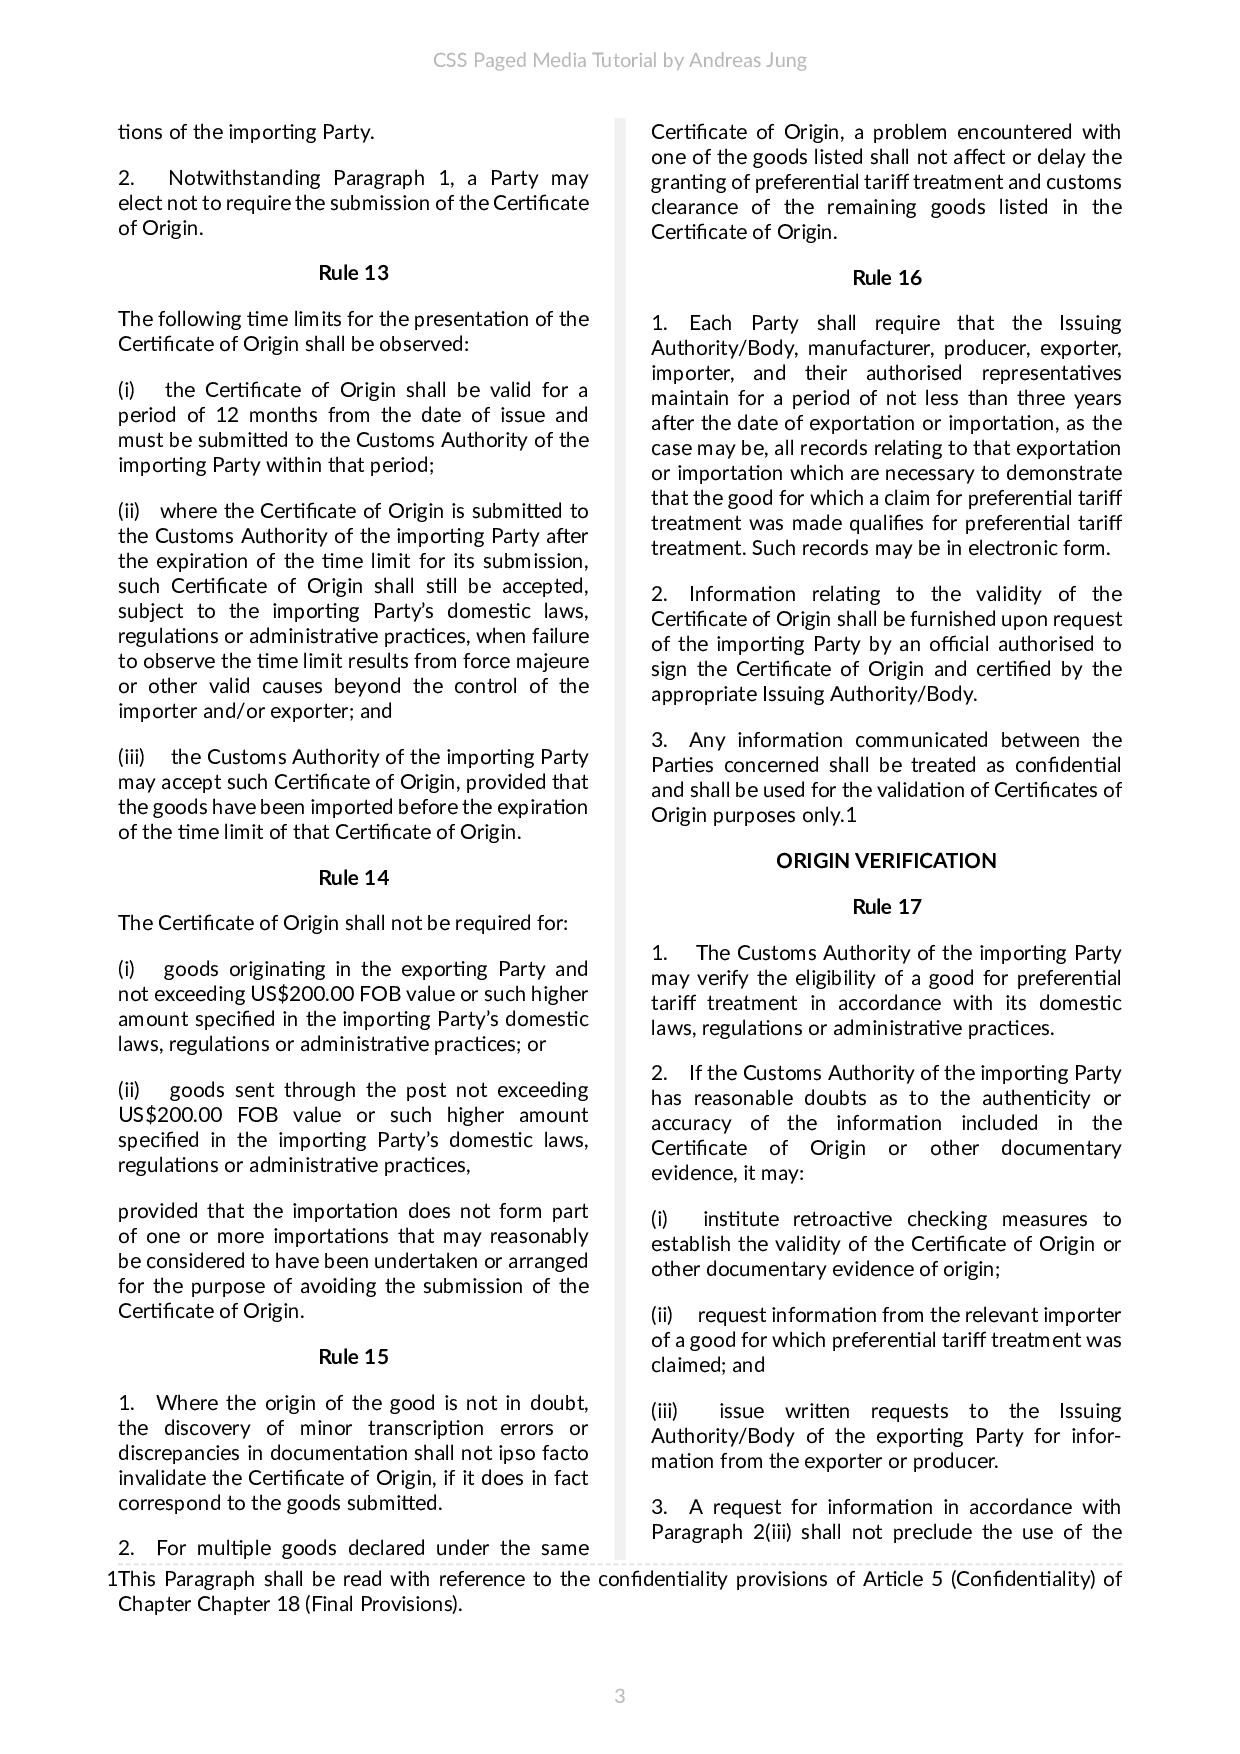 CSS Paged Media Tutorial by Andreas Jung
tions of the importing Party.
2. Notwithstanding Paragraph 1, a Party may
elect not to require the submission of the Certificate
of Origin.
Rule 13
The following time limits for the presentation of the
Certificate of Origin shall be observed:
(i) the Certificate of Origin shall be valid for a
period of 12 months from the date of issue and
must be submitted to the Customs Authority of the
importing Party within that period;
(ii) where the Certificate of Origin is submitted to
the Customs Authority of the importing Party after
the expiration of the time limit for its submission,
such Certificate of Origin shall still be accepted,
subject to the importing Party’s domestic laws,
regulations or administrative practices, when failure
to observe the time limit results from force majeure
or other valid causes beyond the control of the
importer and/or exporter; and
(iii) the Customs Authority of the importing Party
may accept such Certificate of Origin, provided that
the goods have been imported before the expiration
of the time limit of that Certificate of Origin.
Rule 14
The Certificate of Origin shall not be required for:
(i) goods originating in the exporting Party and
not exceeding US$200.00 FOB value or such higher
amount specified in the importing Party’s domestic
laws, regulations or administrative practices; or
(ii) goods sent through the post not exceeding
US$200.00 FOB value or such higher amount
specified in the importing Party’s domestic laws,
regulations or administrative practices,
provided that the importation does not form part
of one or more importations that may reasonably
be considered to have been undertaken or arranged
for the purpose of avoiding the submission of the
Certificate of Origin.
Rule 15
1. Where the origin of the good is not in doubt,
the discovery of minor transcription errors or
discrepancies in documentation shall not ipso facto
invalidate the Certificate of Origin, if it does in fact
correspond to the goods submitted.
2. For multiple goods declared under the same
Certificate of Origin, a problem encountered with
one of the goods listed shall not affect or delay the
granting of preferential tariff treatment and customs
clearance of the remaining goods listed in the
Certificate of Origin.
Rule 16
1. Each Party shall require that the Issuing
Authority/Body, manufacturer, producer, exporter,
importer, and their authorised representatives
maintain for a period of not less than three years
after the date of exportation or importation, as the
case may be, all records relating to that exportation
or importation which are necessary to demonstrate
that the good for which a claim for preferential tariff
treatment was made qualifies for preferential tariff
treatment. Such records may be in electronic form.
2. Information relating to the validity of the
Certificate of Origin shall be furnished upon request
of the importing Party by an official authorised to
sign the Certificate of Origin and certified by the
appropriate Issuing Authority/Body.
3. Any information communicated between the
Parties concerned shall be treated as confidential
and shall be used for the validation of Certificates of
Origin purposes only.1
ORIGIN VERIFICATION
Rule 17
1. The Customs Authority of the importing Party
may verify the eligibility of a good for preferential
tariff treatment in accordance with its domestic
laws, regulations or administrative practices.
2. If the Customs Authority of the importing Party
has reasonable doubts as to the authenticity or
accuracy of the information included in the
Certificate of Origin or other documentary
evidence, it may:
(i) institute retroactive checking measures to
establish the validity of the Certificate of Origin or
other documentary evidence of origin;
(ii) request information from the relevant importer
of a good for which preferential tariff treatment was
claimed; and
(iii) issue written requests to the Issuing
Authority/Body of the exporting Party for infor-
mation from the exporter or producer.
3. A request for information in accordance with
Paragraph 2(iii) shall not preclude the use of the
1This Paragraph shall be read with reference to the confidentiality provisions of Article 5 (Confidentiality) of
Chapter Chapter 18 (Final Provisions).
3